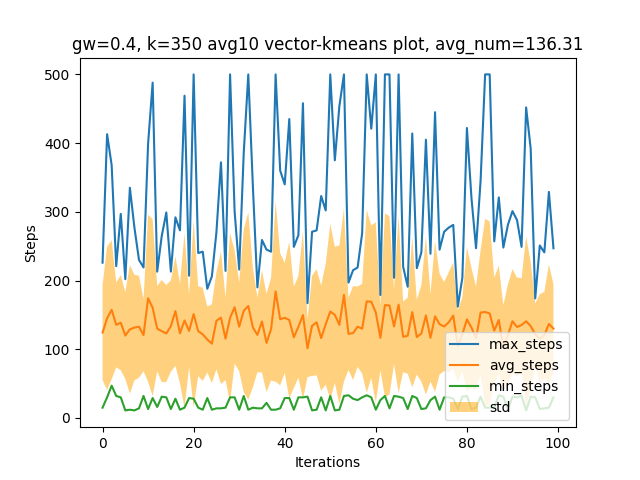 gw=0.4, k=350 avg10 vector-kmeans plot, avg_num=136.31
500
400
300
200
100
0
Steps
0
20
40
60
80
100
Iterations
max_steps
avg_steps
min_steps
std